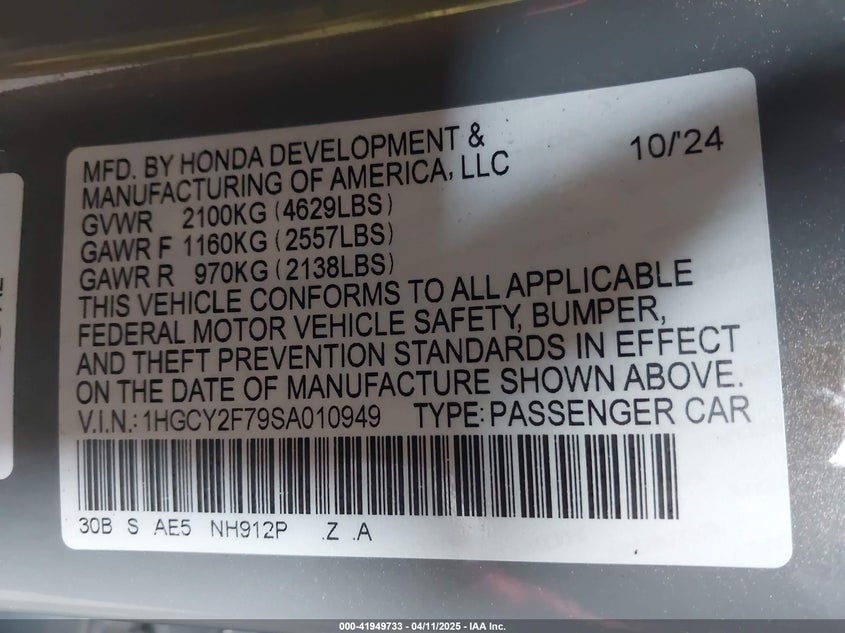 MFD. BY HONDA DEVELOPMENT & 10/'24
MANUFACTURING OF AMERICA, LLC
GVWR 2100KG (4629LBS)
GAWR F 1160KG (2557LBS)
GAWR R 970KG (2138LBS)
THIS VEHICLE CONFORMS TO ALL APPLICABLE
FEDERAL MOTOR VEHICLE SAFETY, BUMPER,
AND THEFT PREVENTION STANDARDS IN EFFECT
ON THE DATE OF MANUFACTURE SHOWN ABOVE.
V.I.N.: 1HGCY2F79SA010949 TYPE: PASSENGER CAR
30B S AE5 NH912P .Z .A
000-41949733 - 04/11/2025 - IAA Inc.